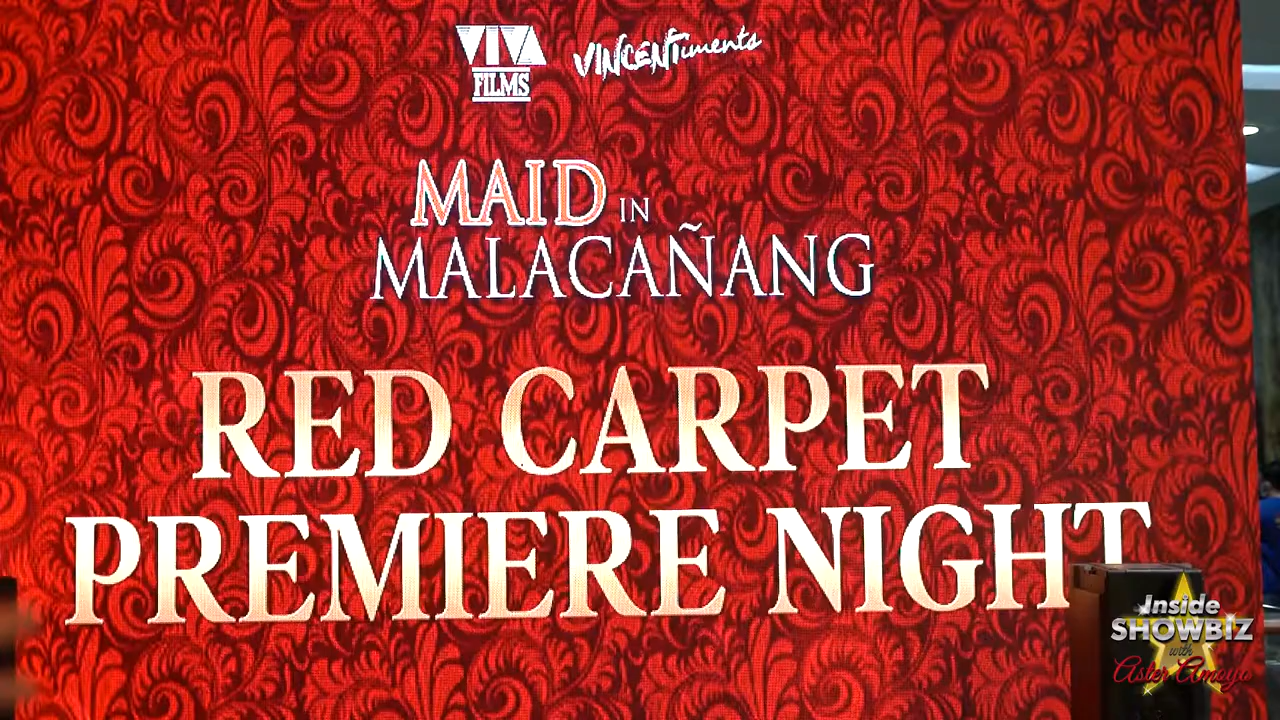 VIVA
FILMS
VINCENTiments
MAID IN
MALACAÑANG
RED CARPET
PREMIERE NIGHT
Inside
SHOWBIZ
with
Aster Amoyo